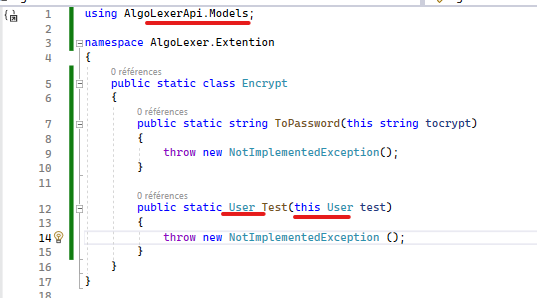 1 using AlgoLexerApi.Models;
2
3 namespace AlgoLexer.Extention
4 {
0 références
5 public static class Encrypt
6 {
0 références
7 public static string ToPassword(this string tocrypt)
8 {
9 throw new NotImplementedException();
10 }
11
0 références
12 public static User Test(this User test)
13 {
14 throw new NotImplementedException ();
15 }
16 }
17 }
18